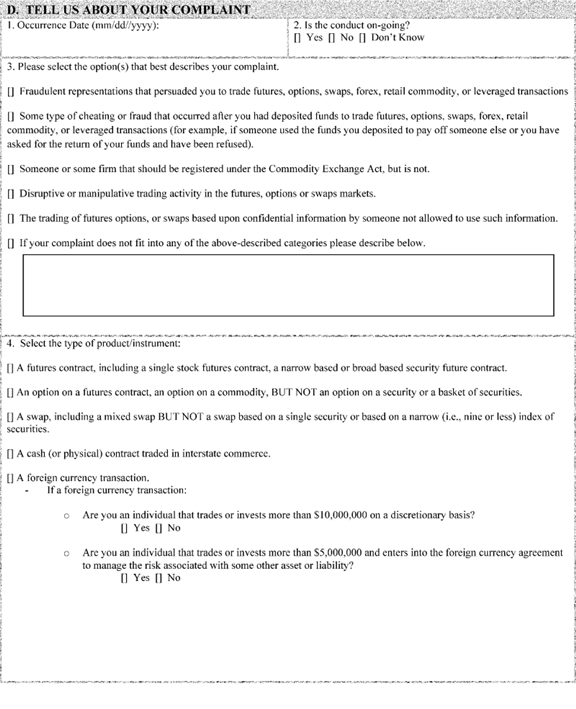 D. TELL US ABOUT YOUR COMPLAINT
1. Occurrence Date (mm/dd//yyyy):
2. Is the conduct on-going?
[] Yes [] No [] Don't Know
3. Please select the option(s) that best describes your complaint.
[] Fraudulent representations that persuaded you to trade futures, options, swaps, forex, retail commodity, or leveraged transactions
[] Some type of cheating or fraud that occurred after you had deposited funds to trade futures, options, swaps, forex, retail
commodity, or leveraged transactions (for example, if someone used the funds you deposited to pay off someone else or you have
asked for the return of your funds and have been refused).
[] Someone or some firm that should be registered under the Commodity Exchange Act, but is not.
[] Disruptive or manipulative trading activity in the futures, options or swaps markets.
[] The trading of futures options, or swaps based upon confidential information by someone not allowed to use such information.
[] If your complaint does not fit into any of the above-described categories please describe below.
4. Select the type of product/instrument:
[] A futures contract, including a single stock futures contract, a narrow based or broad based security future contract.
[] An option on a futures contract, an option on a commodity, BUT NOT an option on a security or a basket of securities.
[] A swap, including a mixed swap BUT NOT a swap based on a single security or based on a narrow (i.e., nine or less) index of
securities.
[] A cash (or physical) contract traded in interstate commerce.
[] A foreign currency transaction.
- If a foreign currency transaction:
o Are you an individual that trades or invests more than $10,000,000 on a discretionary basis?
[] Yes [] No
o Are you an individual that trades or invests more than $5,000,000 and enters into the foreign currency agreement
to manage the risk associated with some other asset or liability?
[] Yes [] No